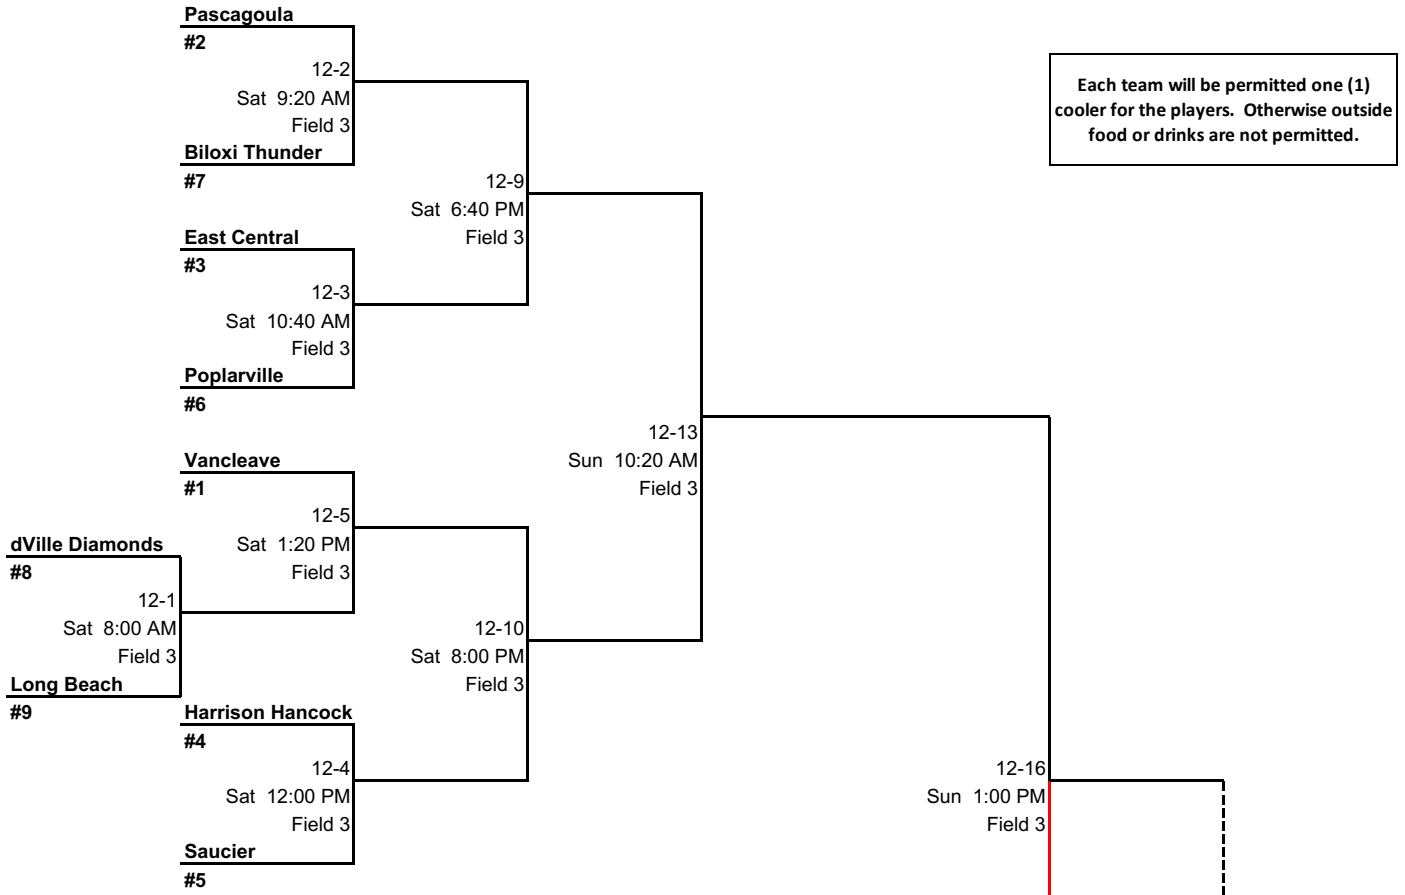 Pascagoula
#2
12-2
Sat 9:20 AM
Field 3
Biloxi Thunder
#7
Each team will be permitted one (1)
cooler for the players. Otherwise outside
food or drinks are not permitted.
12-9
Sat 6:40 PM
Field 3
East Central
#3
12-3
Sat 10:40 AM
Field 3
Poplarville
#6
12-13
Sun 10:20 AM
Field 3
Vancleave
#1
12-5
Sat 1:20 PM
Field 3
dVille Diamonds
#8
12-1
Sat 8:00 AM
Field 3
Long Beach
#9
12-10
Sat 8:00 PM
Field 3
Harrison Hancock
#4
12-4
Sat 12:00 PM
Field 3
Saucier
#5
12-16
Sun 1:00 PM
Field 3